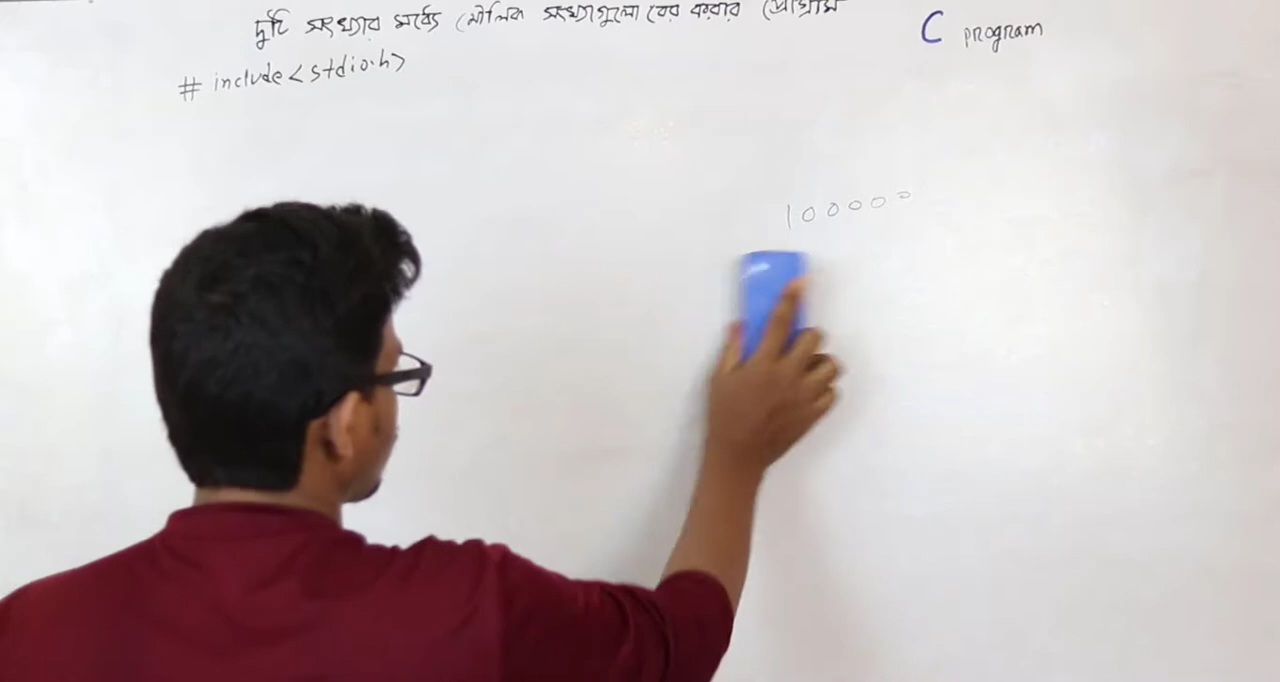 দুটি সংখ্যার মধ্যে মৌলিক সংখ্যাগুলো বের করার প্রোগ্রাম
C program
# include<stdio.h>
100000